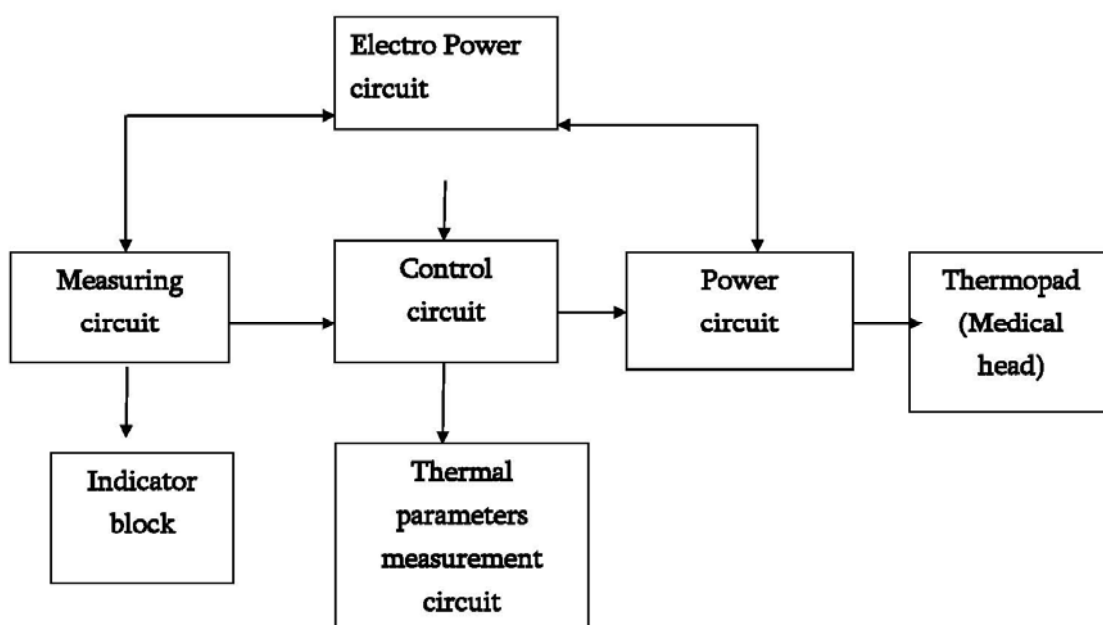 Electro Power
circuit
Measuring
circuit
Control
circuit
Power
circuit
Thermopad
(Medical
head)
Indicator
block
Thermal
parameters
measurement
circuit